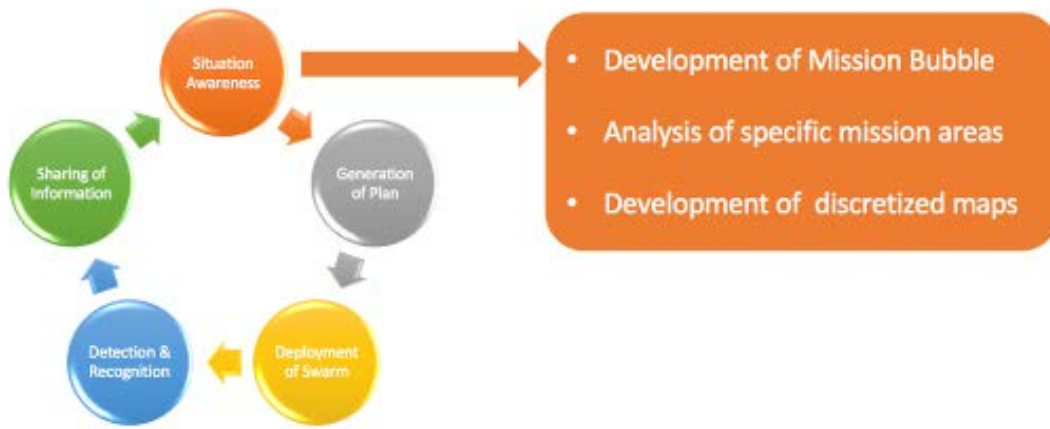 Situation
Awareness
Generation
of Plan
Deployment
of Swarm
Detection &
Recognition
Sharing of
Information
• Development of Mission Bubble
• Analysis of specific mission areas
• Development of discretized maps